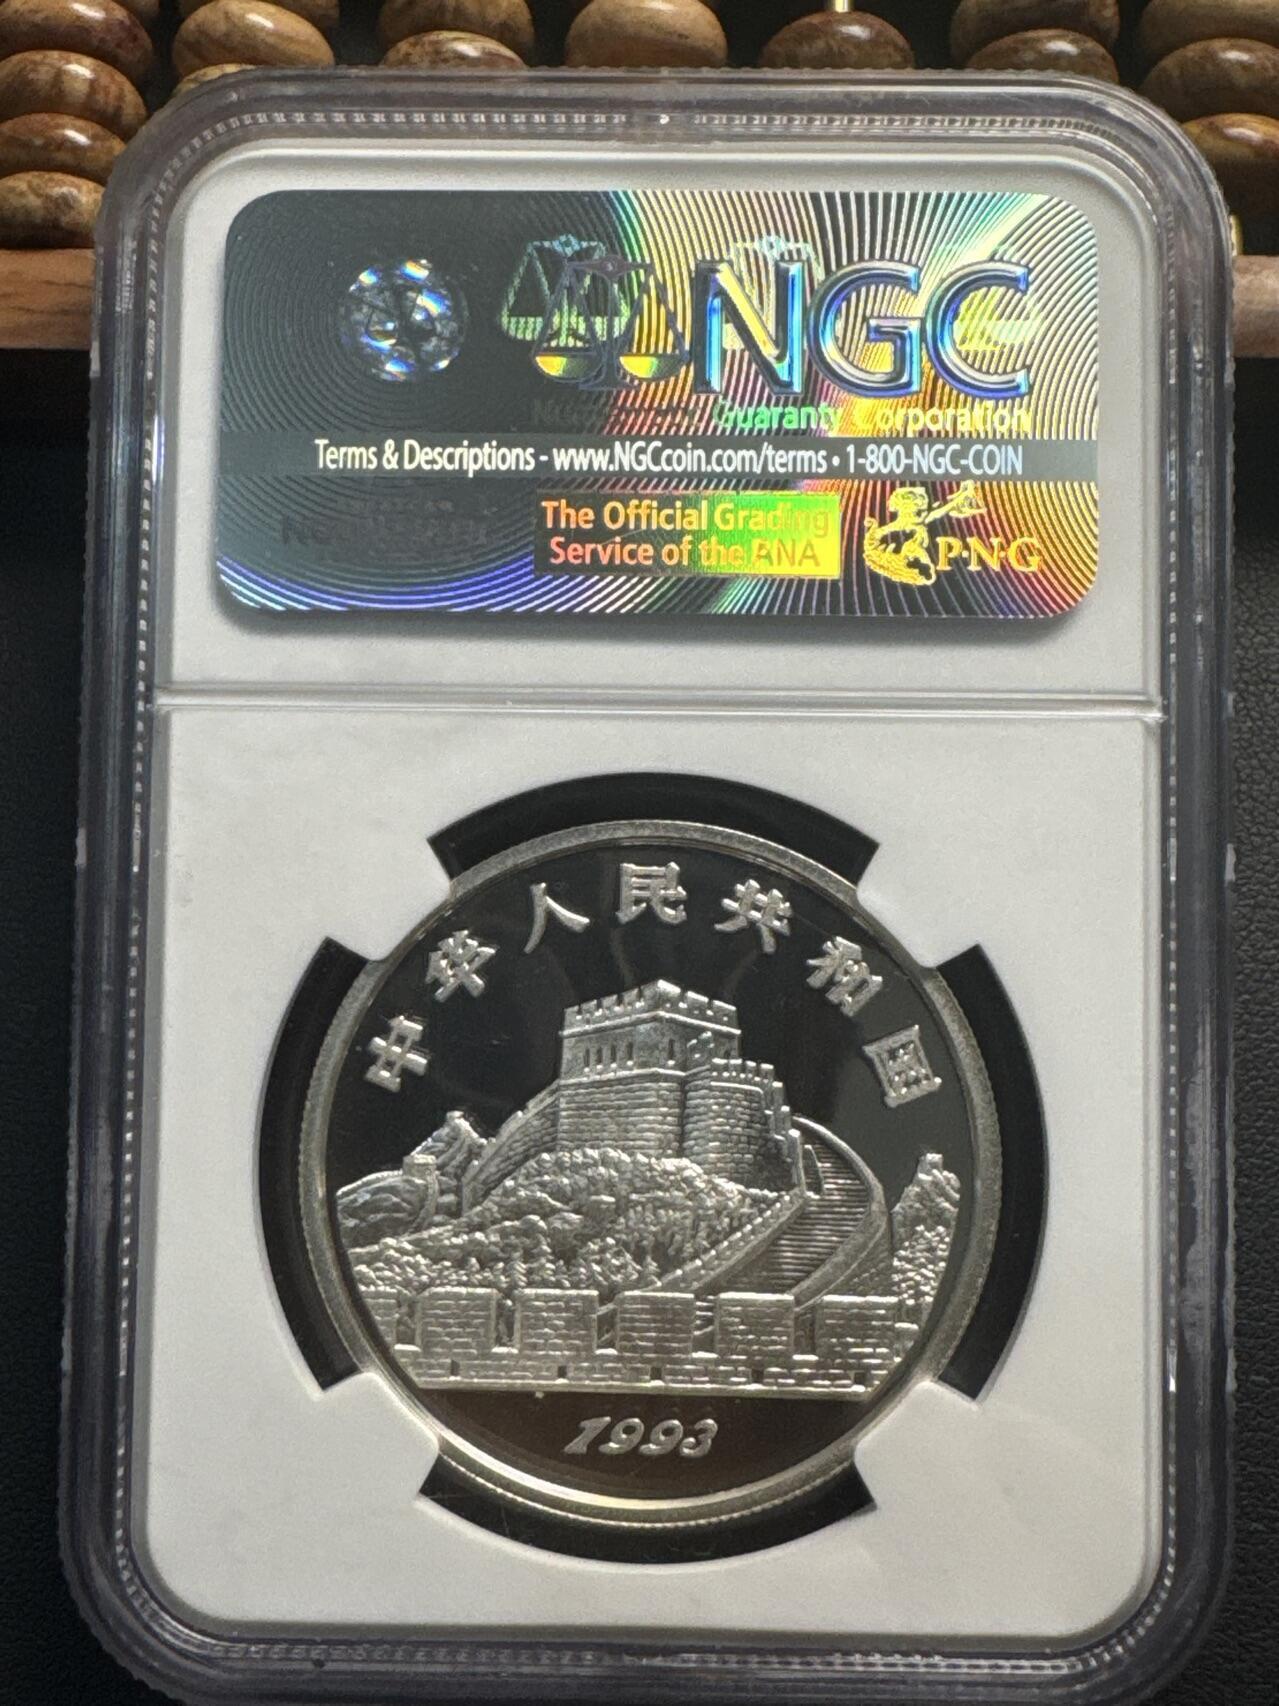 NGC
Numismatic Guaranty Corporation
Terms & Descriptions - www.NGCcoin.com/terms • 1-800-NGC-COIN
The Official Grading
Service of the ANA
P·N·G
中华人民共和国
1993